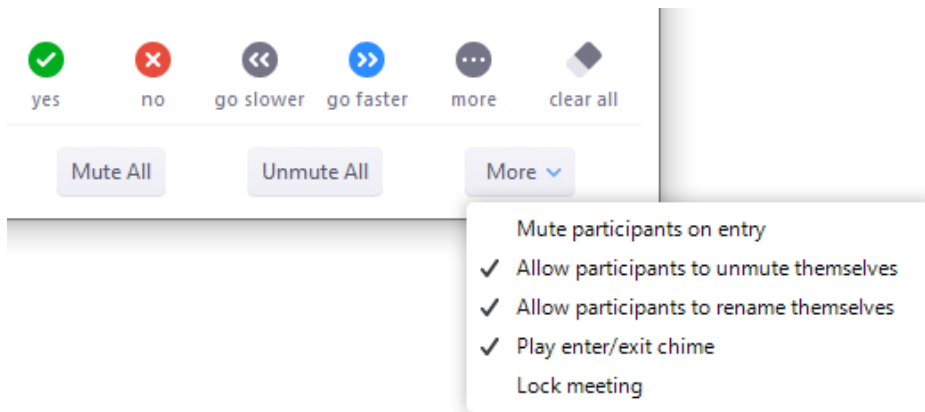 yes no go slower go faster more clear all
Mute All Unmute All More
Mute participants on entry
Allow participants to unmute themselves
Allow participants to rename themselves
Play enter/exit chime
Lock meeting